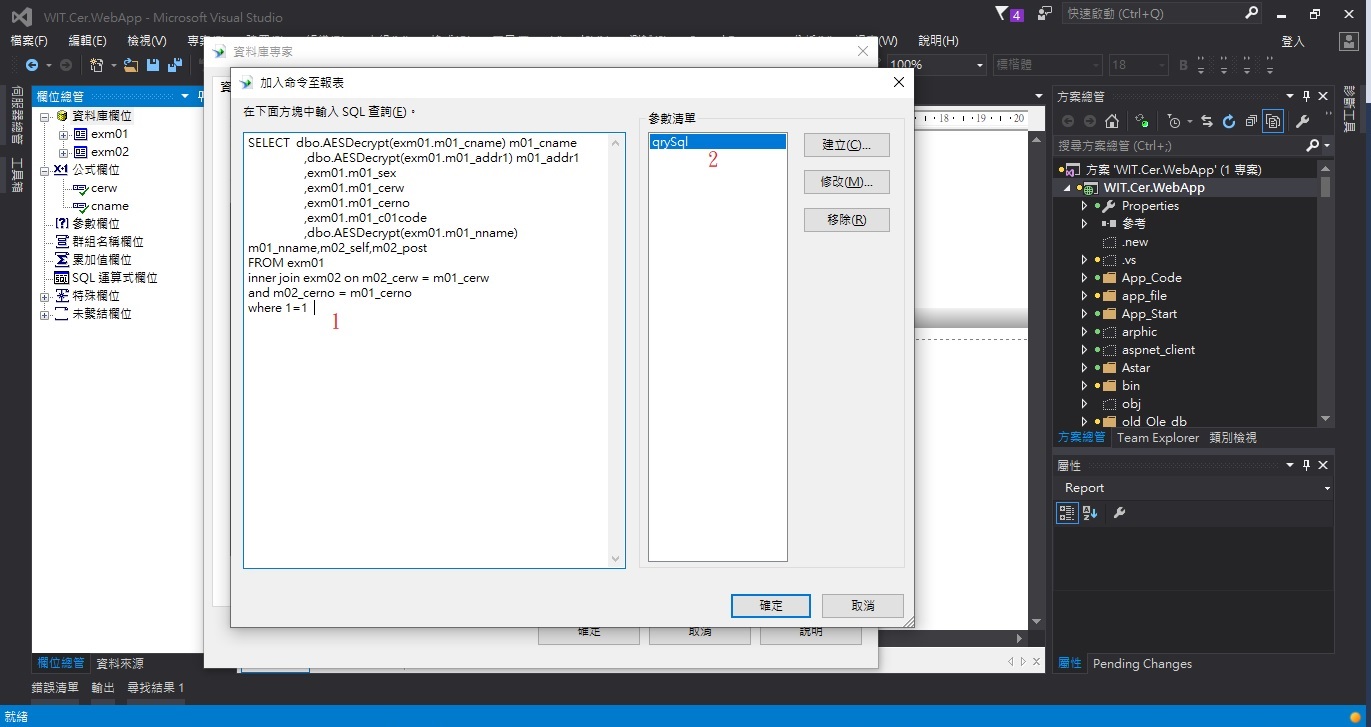 WIT.Cer.WebApp - Microsoft Visual Studio
4
快速啟動 (Ctrl+Q)
檔案(F) 編輯(E) 檢視(V)
說明(H)
登入
資料庫專家
100%
標楷體
18
B
伺服器總管
工具箱
欄位總管
資料庫欄位
exm01
exm02
公式欄位
cerw
cname
參數欄位
群組名稱欄位
累加值欄位
SQL 運算式欄位
特殊欄位
未繫結欄位
加入命令至報表
在下面方塊中輸入 SQL 查詢(E)。
SELECT dbo.AESDecrypt(exm01.m01_cname) m01_cname
,dbo.AESDecrypt(exm01.m01_addr1) m01_addr1
,exm01.m01_sex
,exm01.m01_cerw
,exm01.m01_cerno
,exm01.m01_c01code
,dbo.AESDecrypt(exm01.m01_nname)
m01_nname,m02_self,m02_post
FROM exm01
inner join exm02 on m02_cerw = m01_cerw
and m02_cerno = m01_cerno
where 1=1
1
參數清單
qrySql
2
建立(C)...
修改(M)...
移除(R)
確定
取消
確定
取消
說明
18
19
20
方案總管
搜尋方案總管 (Ctrl+;)
方案 'WIT.Cer.WebApp' (1 專案)
WIT.Cer.WebApp
Properties
參考
.new
.vs
App_Code
app_file
App_Start
arphic
aspnet_client
Astar
bin
obj
old_Ole_db
方案總管 Team Explorer 類別檢視
診斷工具
屬性
Report
屬性 Pending Changes
欄位總管 資料來源
錯誤清單 輸出 尋找結果 1
就緒